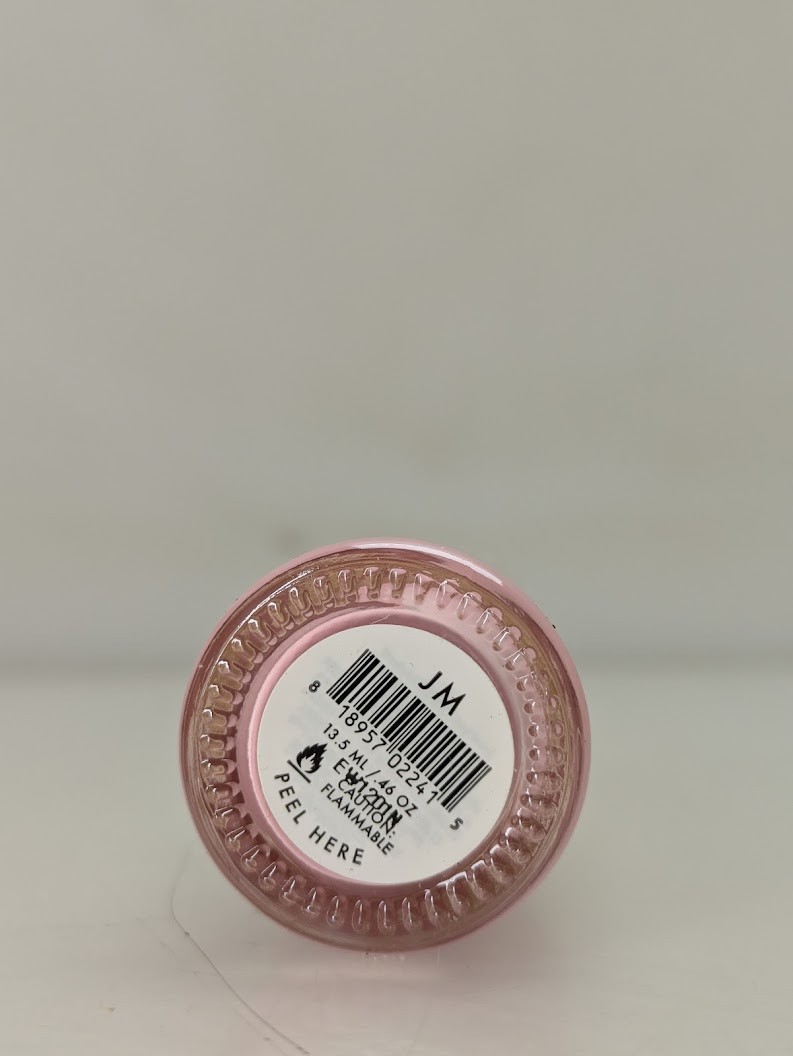 JM
8 18957 02241 5
13.5 ML/.46 OZ
CAUTION:
FLAMMABLE
PEEL HERE